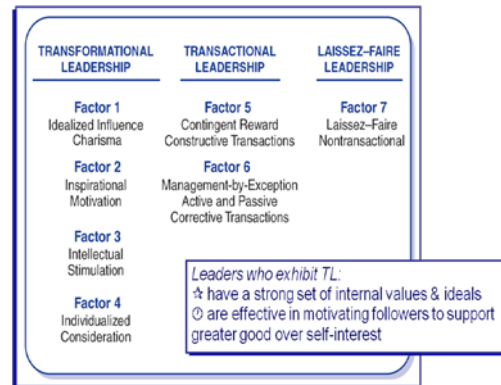 TRANSFORMATIONAL
LEADERSHIP
Factor 1
Idealized Influence
Charisma
Factor 2
Inspirational
Motivation
Factor 3
Intellectual
Stimulation
Factor 4
Individualized
Consideration
TRANSACTIONAL
LEADERSHIP
Factor 5
Contingent Reward
Constructive Transactions
Factor 6
Management-by-Exception
Active and Passive
Corrective Transactions
LAISSEZ–FAIRE
LEADERSHIP
Factor 7
Laissez–Faire
Nontransactional
Leaders who exhibit TL:
☆ have a strong set of internal values & ideals
are effective in motivating followers to support
greater good over self-interest